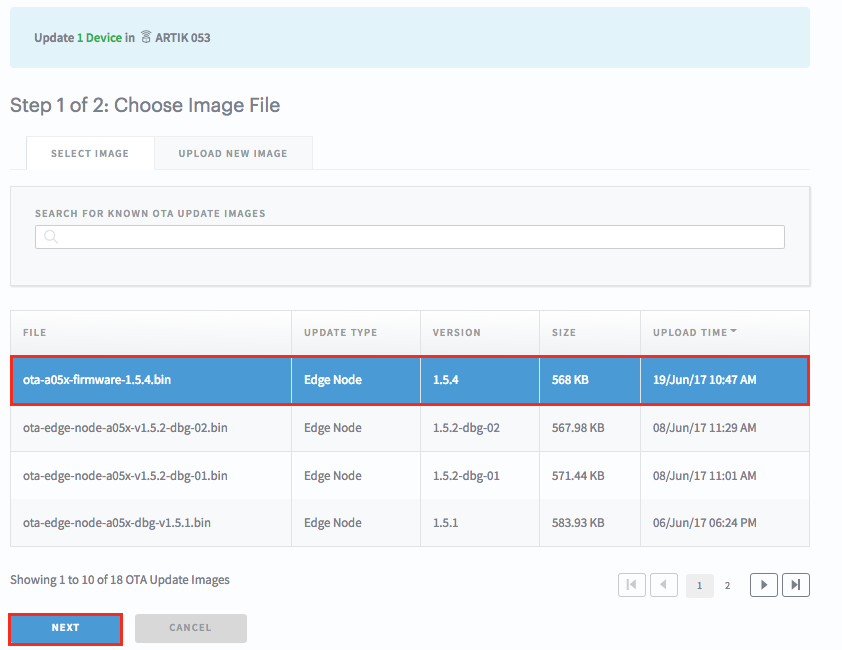 Update 1 Device in ARTIK 053
Step 1 of 2: Choose Image File
SELECT IMAGE UPLOAD NEW IMAGE
SEARCH FOR KNOWN OTA UPDATE IMAGES
FILE UPDATE TYPE VERSION SIZE UPLOAD TIME
ota-a05x-firmware-1.5.4.bin Edge Node 1.5.4 568 KB 19/Jun/17 10:47 AM
ota-edge-node-a05x-v1.5.2-dbg-02.bin Edge Node 1.5.2-dbg-02 567.98 KB 08/Jun/17 11:29 AM
ota-edge-node-a05x-v1.5.2-dbg-01.bin Edge Node 1.5.2-dbg-01 571.44 KB 08/Jun/17 11:01 AM
ota-edge-node-a05x-dbg-v1.5.1.bin Edge Node 1.5.1 583.93 KB 06/Jun/17 06:24 PM
Showing 1 to 10 of 18 OTA Update Images 1 2
NEXT CANCEL